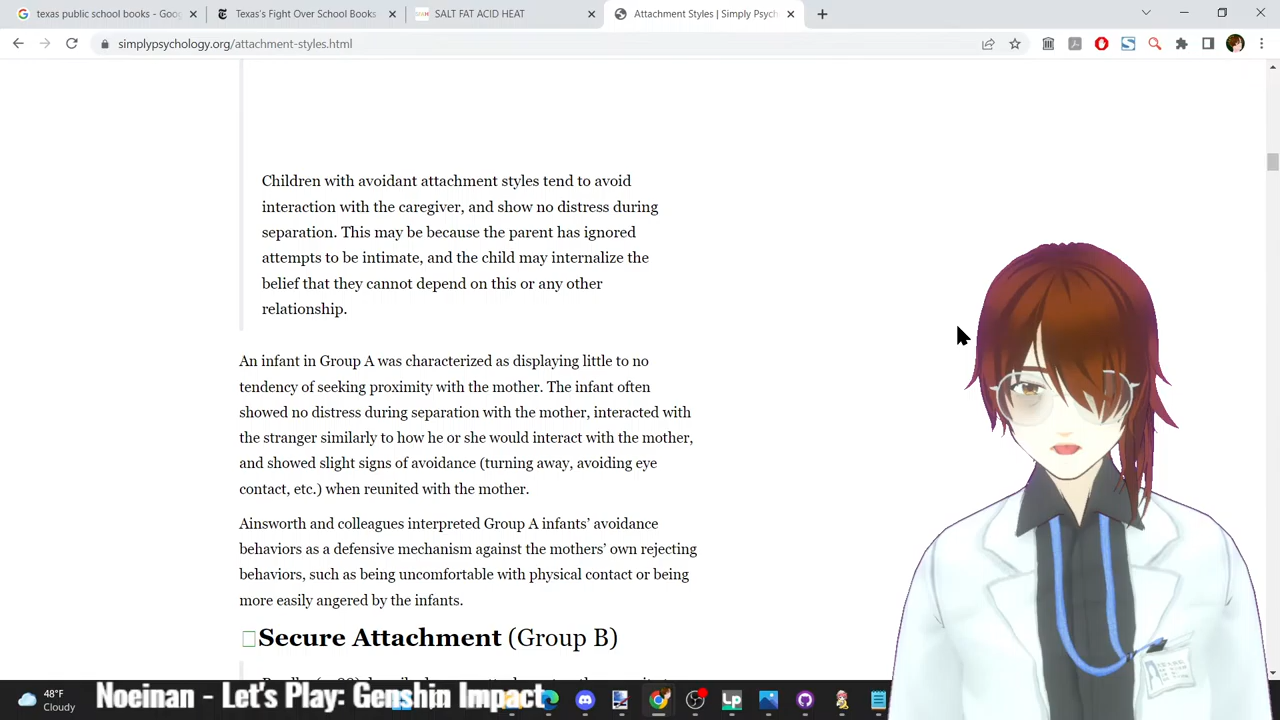 texas public school books - Goog
Texas's Fight Over School Books
SALT FAT ACID HEAT
Attachment Styles | Simply Psych
simplypsychology.org/attachment-styles.html
Children with avoidant attachment styles tend to avoid
interaction with the caregiver, and show no distress during
separation. This may be because the parent has ignored
attempts to be intimate, and the child may internalize the
belief that they cannot depend on this or any other
relationship.
An infant in Group A was characterized as displaying little to no
tendency of seeking proximity with the mother. The infant often
showed no distress during separation with the mother, interacted with
the stranger similarly to how he or she would interact with the mother,
and showed slight signs of avoidance (turning away, avoiding eye
contact, etc.) when reunited with the mother.
Ainsworth and colleagues interpreted Group A infants’ avoidance
behaviors as a defensive mechanism against the mothers’ own rejecting
behaviors, such as being uncomfortable with physical contact or being
more easily angered by the infants.
Secure Attachment (Group B)
48°F
Cloudy
Noeinan - Let's Play: Genshin Impact